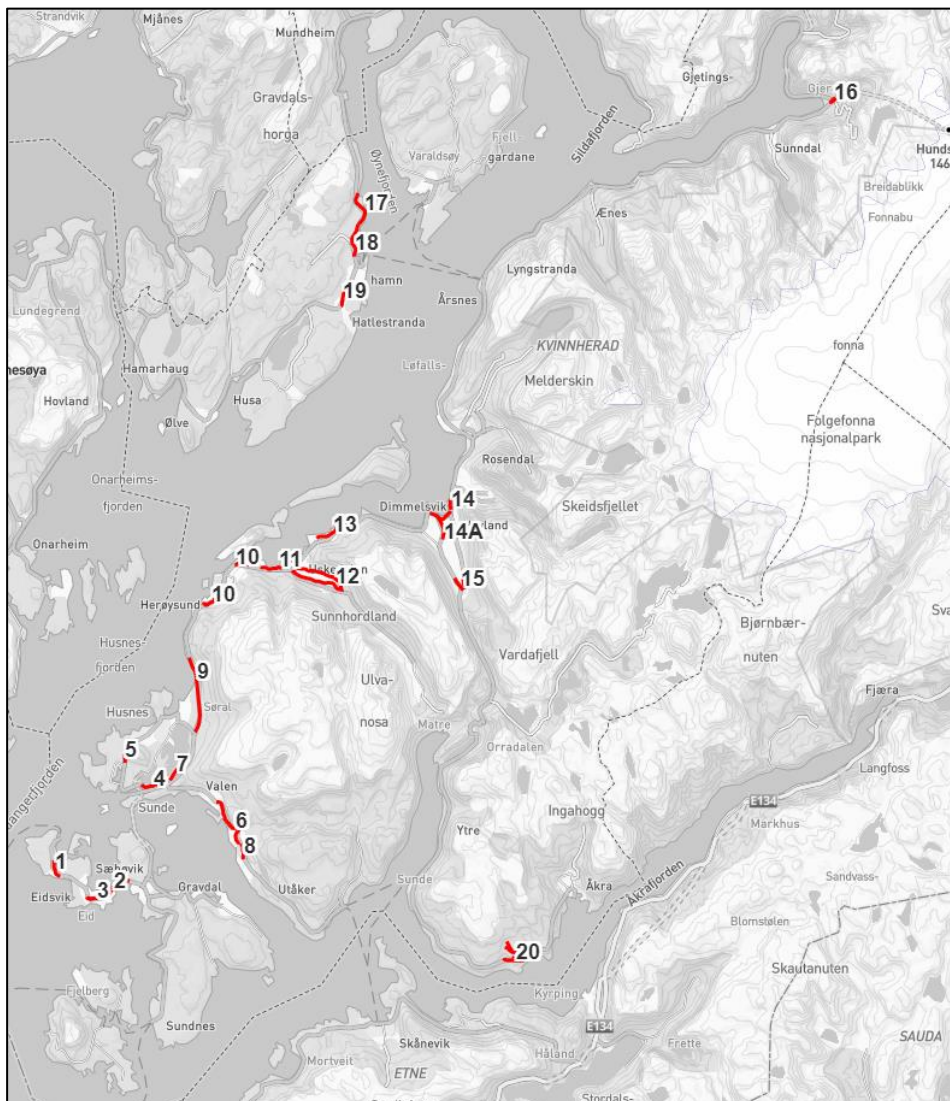 Strandvik
Mjånes
Mundheim
Gjetings-
Gjer
16
Gravdals-
horga
Øynefjorden
Varaldsøy
Fjell
gardane
Sildafjorden
Sunndal
Hunds
146
Breidablikk
Fonnabu
17
Ænes
18
Lyngstranda
hamn
19
Årsnes
Lundegrend
Hatlestranda
KVINNHERAD
fonna
Løfalls-
nesøya
Hamarhaug
Melderskin
Hovland
Husa
Ølve
Folgefonna
nasjonalpark
Rosendal
Onarheims-
fjorden
Skeidsfjellet
Dimmelsvik
14
13
land
14A
Onarheim
10
11
12
15
Herøysund
10
Sunnhordland
Sva
Bjørnbær-
nuten
Husnes-
fjorden
Vardafjell
9
Ulva-
nosa
Fjæra
Søral
Husnes
Matre
Orradalen
5
7
Langfoss
4
Valen
E134
Sunde
Ingahogg
Markhus
6
Ytre
8
1
Sæbøvik
2
Sunde
Åkra
Sandvass-
Eidsvik
3
Gravdal
Utåker
Åkrafjorden
Eid
Blomstølen
20
Skautanuten
Fjelberg
Kyrping
Sundnes
E134
Skånevik
Håland
Frette
SAUDA
Mortveit
ETNE
Stordals-